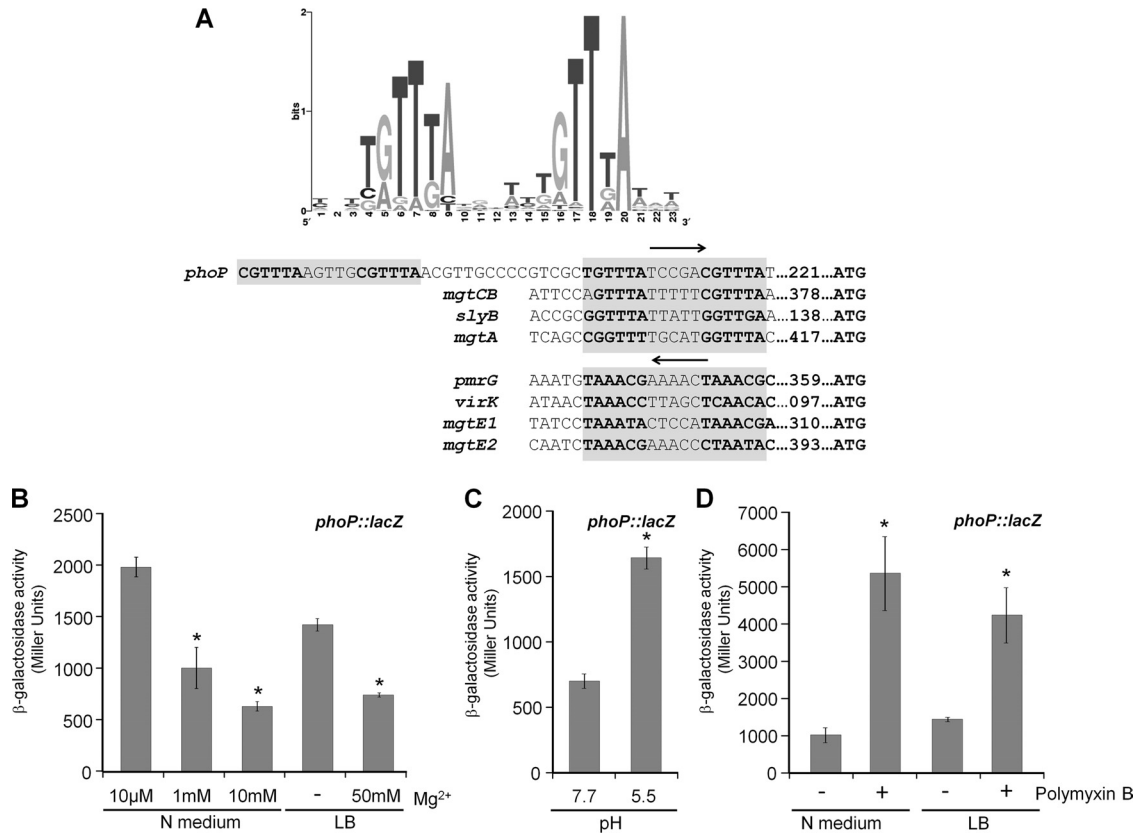 A
2
bits
1
0
T G T T T A T T G T T T A T T
C A G A G C A T A G A A G A A
G
5′ 1 2 3 4 5 6 7 8 9 10 11 12 13 14 15 16 17 18 19 20 21 22 23 3′
phoP CGTTTAAGTTGCGTTTAACGTTGCCCCGTCGCTGTTTATCCGACGTTTAT...221...ATG
mgtCB ATTCCAGTTTATTTTTCGTTTAA...378...ATG
slyB ACCGCGGTTTATTATTGGTTGAA...138...ATG
mgtA TCAGCCGGTTTTGCATGGTTTAC...417...ATG
pmrG AAATGTAAACGAAAACTAAACGC...359...ATG
virK ATAACTAAACCTTAGCTCAACAC...097...ATG
mgtE1 TATCCTAAATACTCCATAAACGA...310...ATG
mgtE2 CAATCTAAACGAAACCCTAATAC...393...ATG
B
phoP::lacZ
β-galactosidase activity
(Miller Units)
2500
2000
1500
1000
500
0
* * *
10μM 1mM 10mM - 50mM Mg2+
N medium LB
C
phoP::lacZ
β-galactosidase activity
(Miller Units)
2000
1500
1000
500
0
*
7.7 5.5
pH
D
phoP::lacZ
β-galactosidase activity
(Miller Units)
7000
6000
5000
4000
3000
2000
1000
0
* *
- + - + Polymyxin B
N medium LB